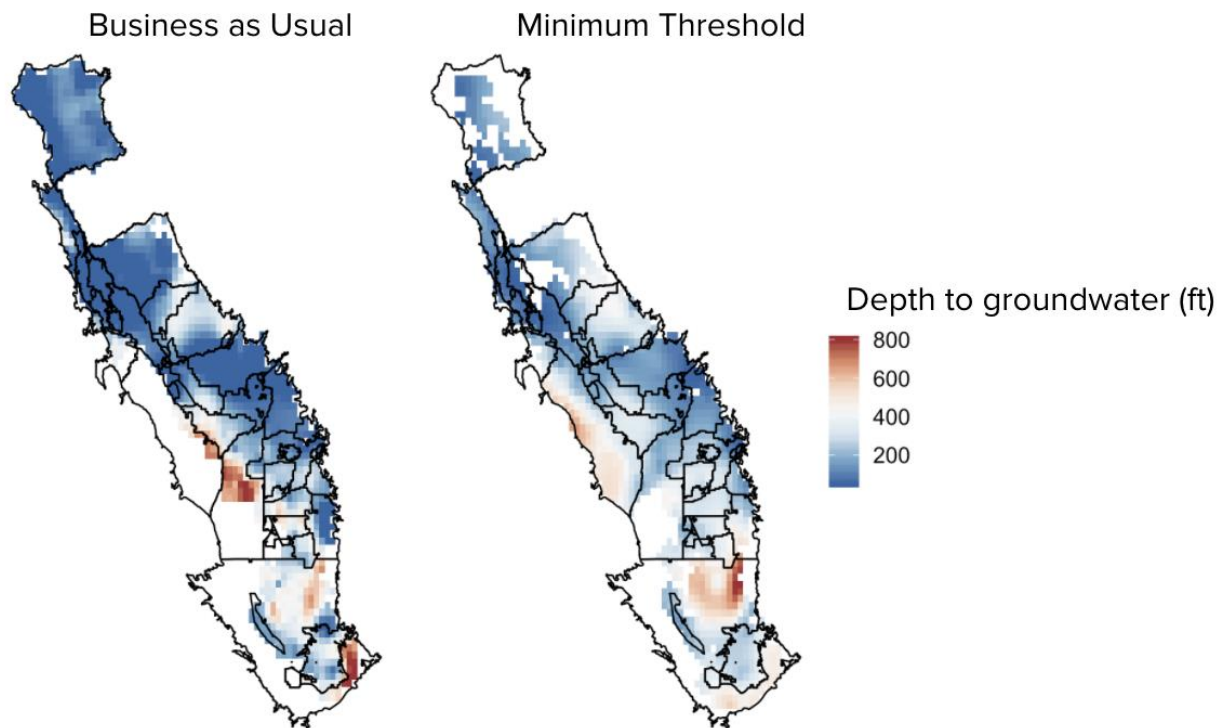 Business as Usual
Minimum Threshold
Depth to groundwater (ft)
800
600
400
200